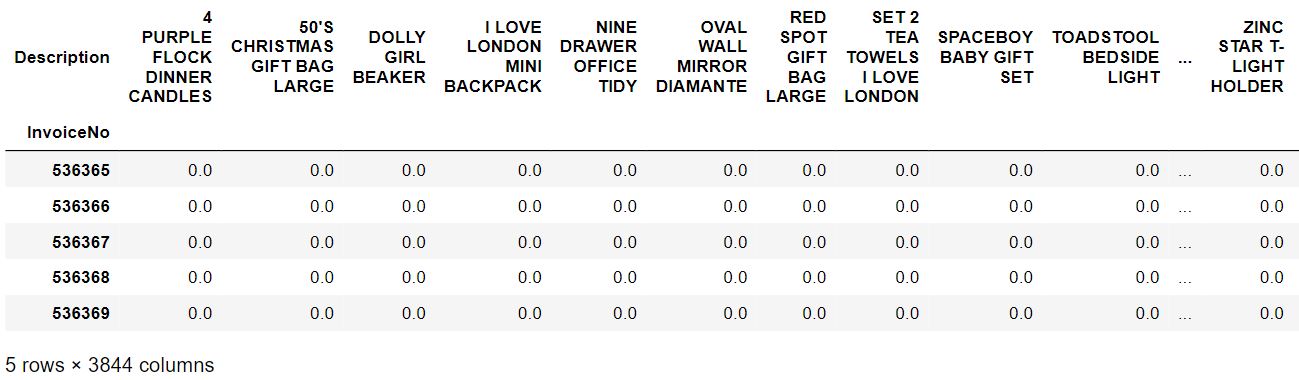 Description 4 PURPLE FLOCK DINNER CANDLES 50'S CHRISTMAS GIFT BAG LARGE DOLLY GIRL BEAKER I LOVE LONDON MINI BACKPACK NINE DRAWER OFFICE TIDY OVAL WALL MIRROR DIAMANTE RED SPOT GIFT BAG LARGE SET 2 TEA TOWELS I LOVE LONDON SPACEBOY BABY GIFT SET TOADSTOOL BEDSIDE LIGHT ... ZINC STAR T-LIGHT HOLDER
InvoiceNo
536365 0.0 0.0 0.0 0.0 0.0 0.0 0.0 0.0 0.0 0.0 ... 0.0
536366 0.0 0.0 0.0 0.0 0.0 0.0 0.0 0.0 0.0 0.0 ... 0.0
536367 0.0 0.0 0.0 0.0 0.0 0.0 0.0 0.0 0.0 0.0 ... 0.0
536368 0.0 0.0 0.0 0.0 0.0 0.0 0.0 0.0 0.0 0.0 ... 0.0
536369 0.0 0.0 0.0 0.0 0.0 0.0 0.0 0.0 0.0 0.0 ... 0.0
5 rows × 3844 columns